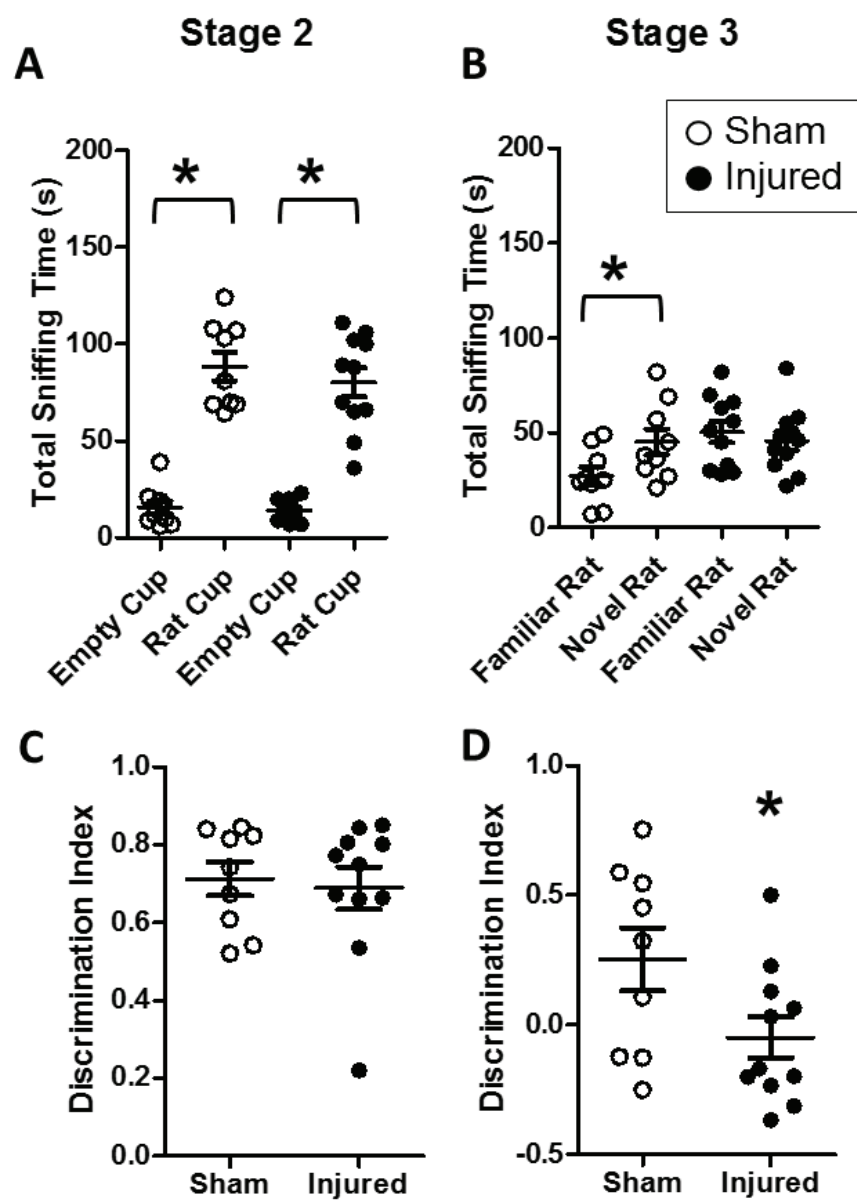 Stage 2
Stage 3
A
B
Sham
Injured
Total Sniffing Time (s)
200
150
100
50
0
*
*
Empty Cup
Rat Cup
Empty Cup
Rat Cup
Total Sniffing Time (s)
200
150
100
50
0
*
Familiar Rat
Novel Rat
Familiar Rat
Novel Rat
C
D
Discrimination Index
1.0
0.8
0.6
0.4
0.2
0.0
Sham
Injured
Discrimination Index
1.0
0.5
0.0
-0.5
*
Sham
Injured